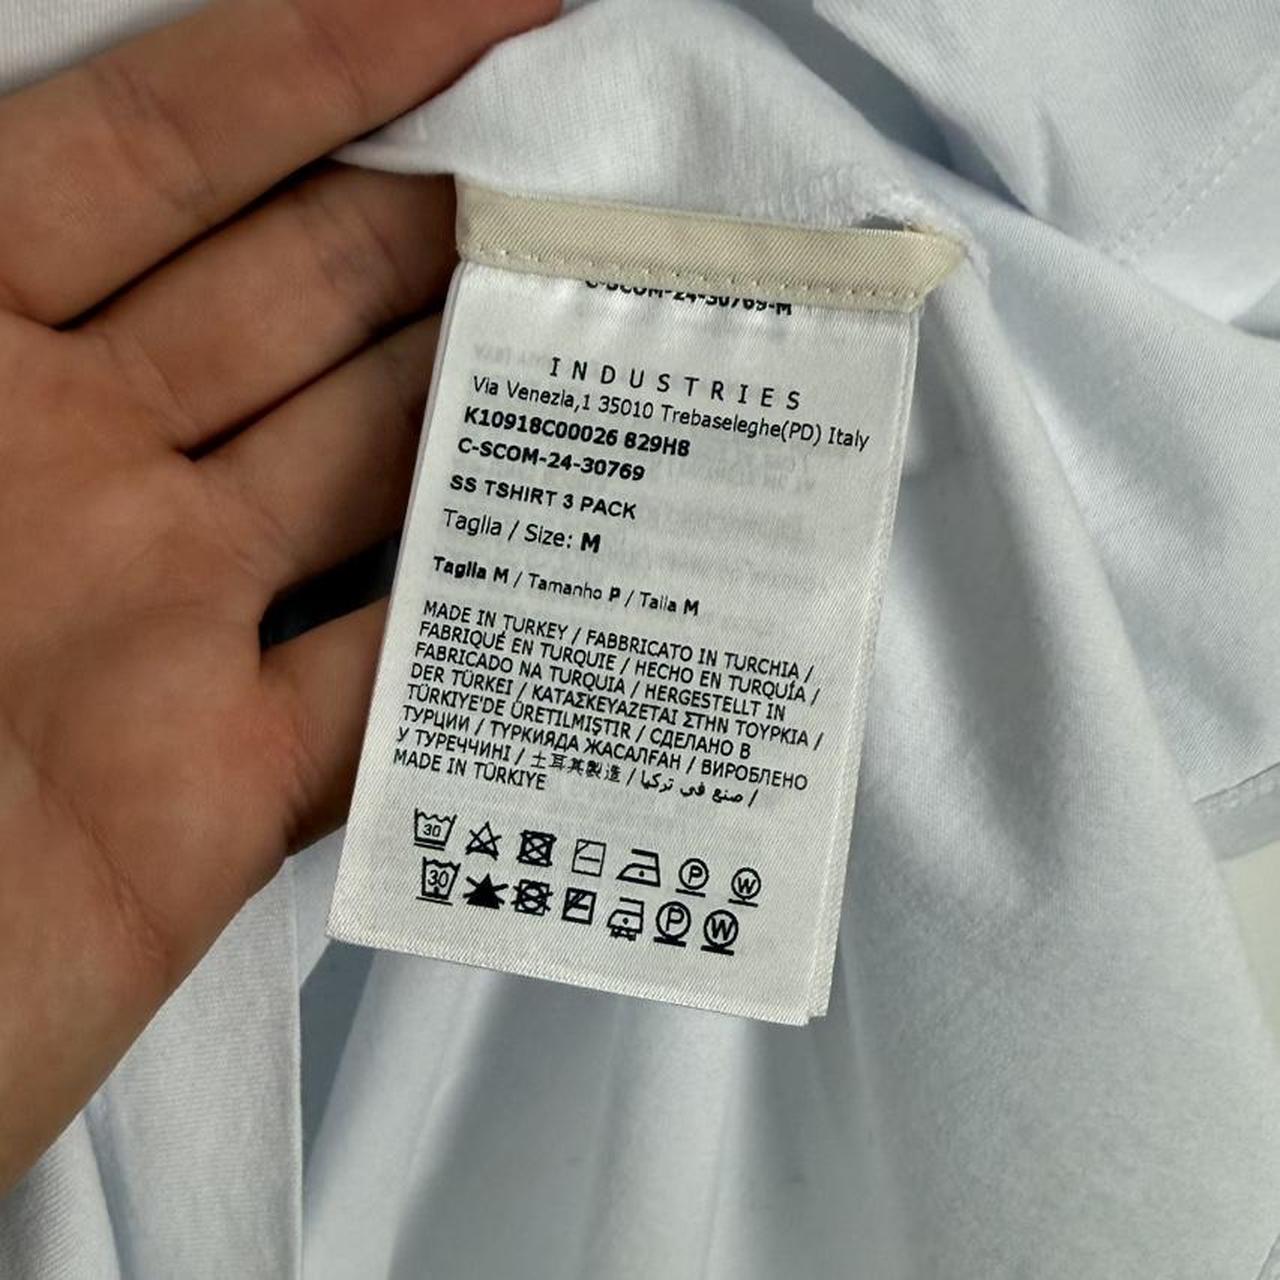 C-SCOM-24-30769-M
INDUSTRIES
Via Venezia,1 35010 Trebaseleghe(PD) Italy
K10918C00026 829H8
C-SCOM-24-30769
SS TSHIRT 3 PACK
Taglia / Size: M
Taglia M / Tamanho P / Talla M
MADE IN TURKEY / FABBRICATO IN TURCHIA /
FABRIQUÉ EN TURQUIE / HECHO EN TURQUÍA /
FABRICADO NA TURQUIA / HERGESTELLT IN
DER TÜRKEI / ΚΑΤΑΣΚΕΥΑΖΕΤΑΙ ΣΤΗΝ ΤΟΥΡΚΙΑ /
TÜRKIYE'DE ÜRETILMIŞTIR / СДЕЛАНО В
ТУРЦИИ / ТҮРКИЯДА ЖАСАЛҒАН / ВИРОБЛЕНО
У ТУРЕЧЧИНІ / 土耳其製造 / صنع في تركيا /
MADE IN TÜRKIYE
30 P W
30 P W